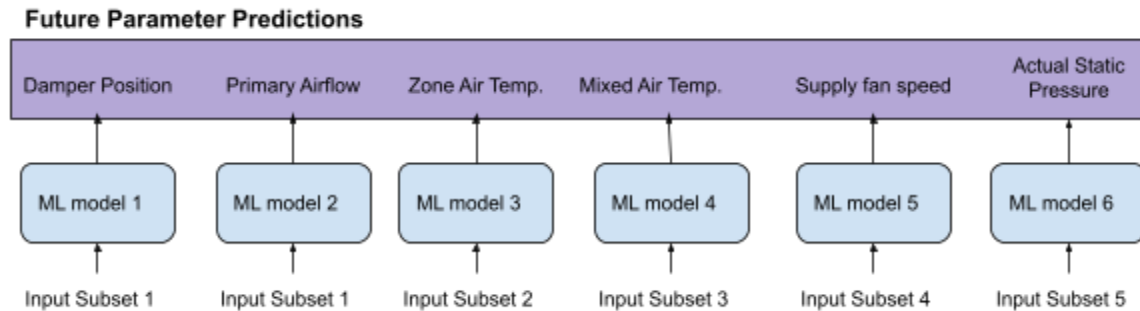 Future Parameter Predictions
Damper Position
Primary Airflow
Zone Air Temp.
Mixed Air Temp.
Supply fan speed
Actual Static
Pressure
ML model 1
ML model 2
ML model 3
ML model 4
ML model 5
ML model 6
Input Subset 1
Input Subset 1
Input Subset 2
Input Subset 3
Input Subset 4
Input Subset 5